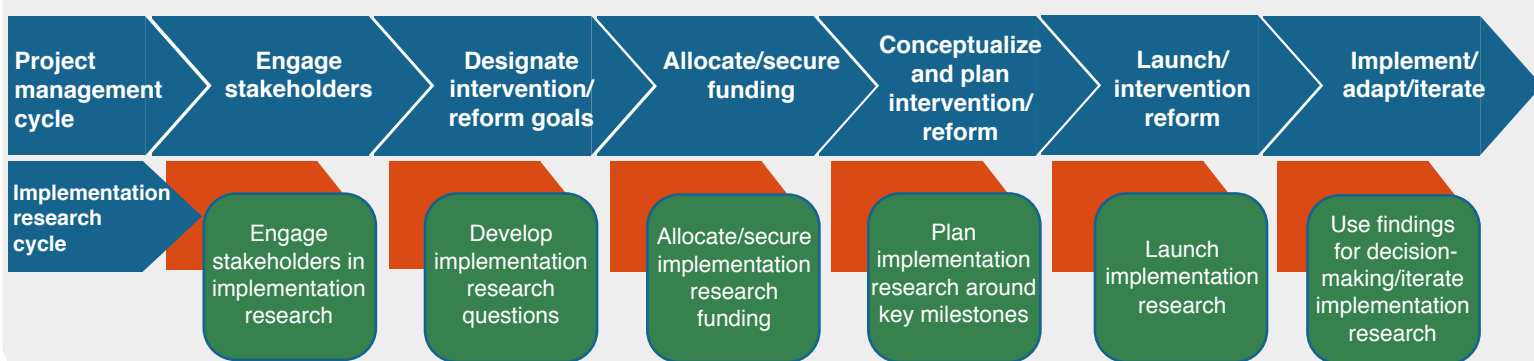 Project
management
cycle
Engage
stakeholders
Designate
intervention/
reform goals
Allocate/secure
funding
Conceptualize
and plan
intervention/
reform
Launch/
intervention
reform
Implement/
adapt/iterate
Implementation
research
cycle
Engage
stakeholders in
implementation
research
Develop
implementation
research
questions
Allocate/secure
implementation
research
funding
Plan
implementation
research around
key milestones
Launch
implementation
research
Use findings
for decision-
making/iterate
implementation
research